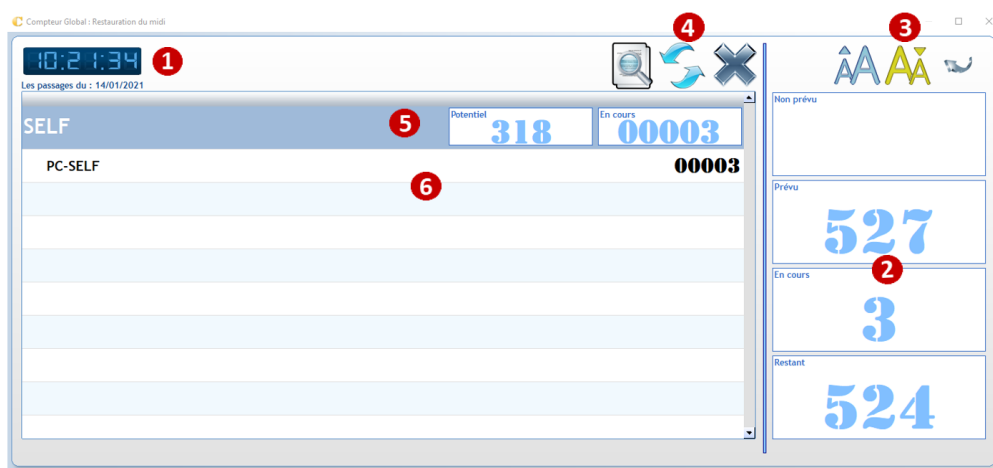 Compteur Global : Restauration du midi
10:21:34
1
4
3
AA AA
Les passages du : 14/01/2021
SELF
5
Potentiel
318
En cours
00003
PC-SELF
00003
6
Non prévu
Prévu
527
2
En cours
3
Restant
524